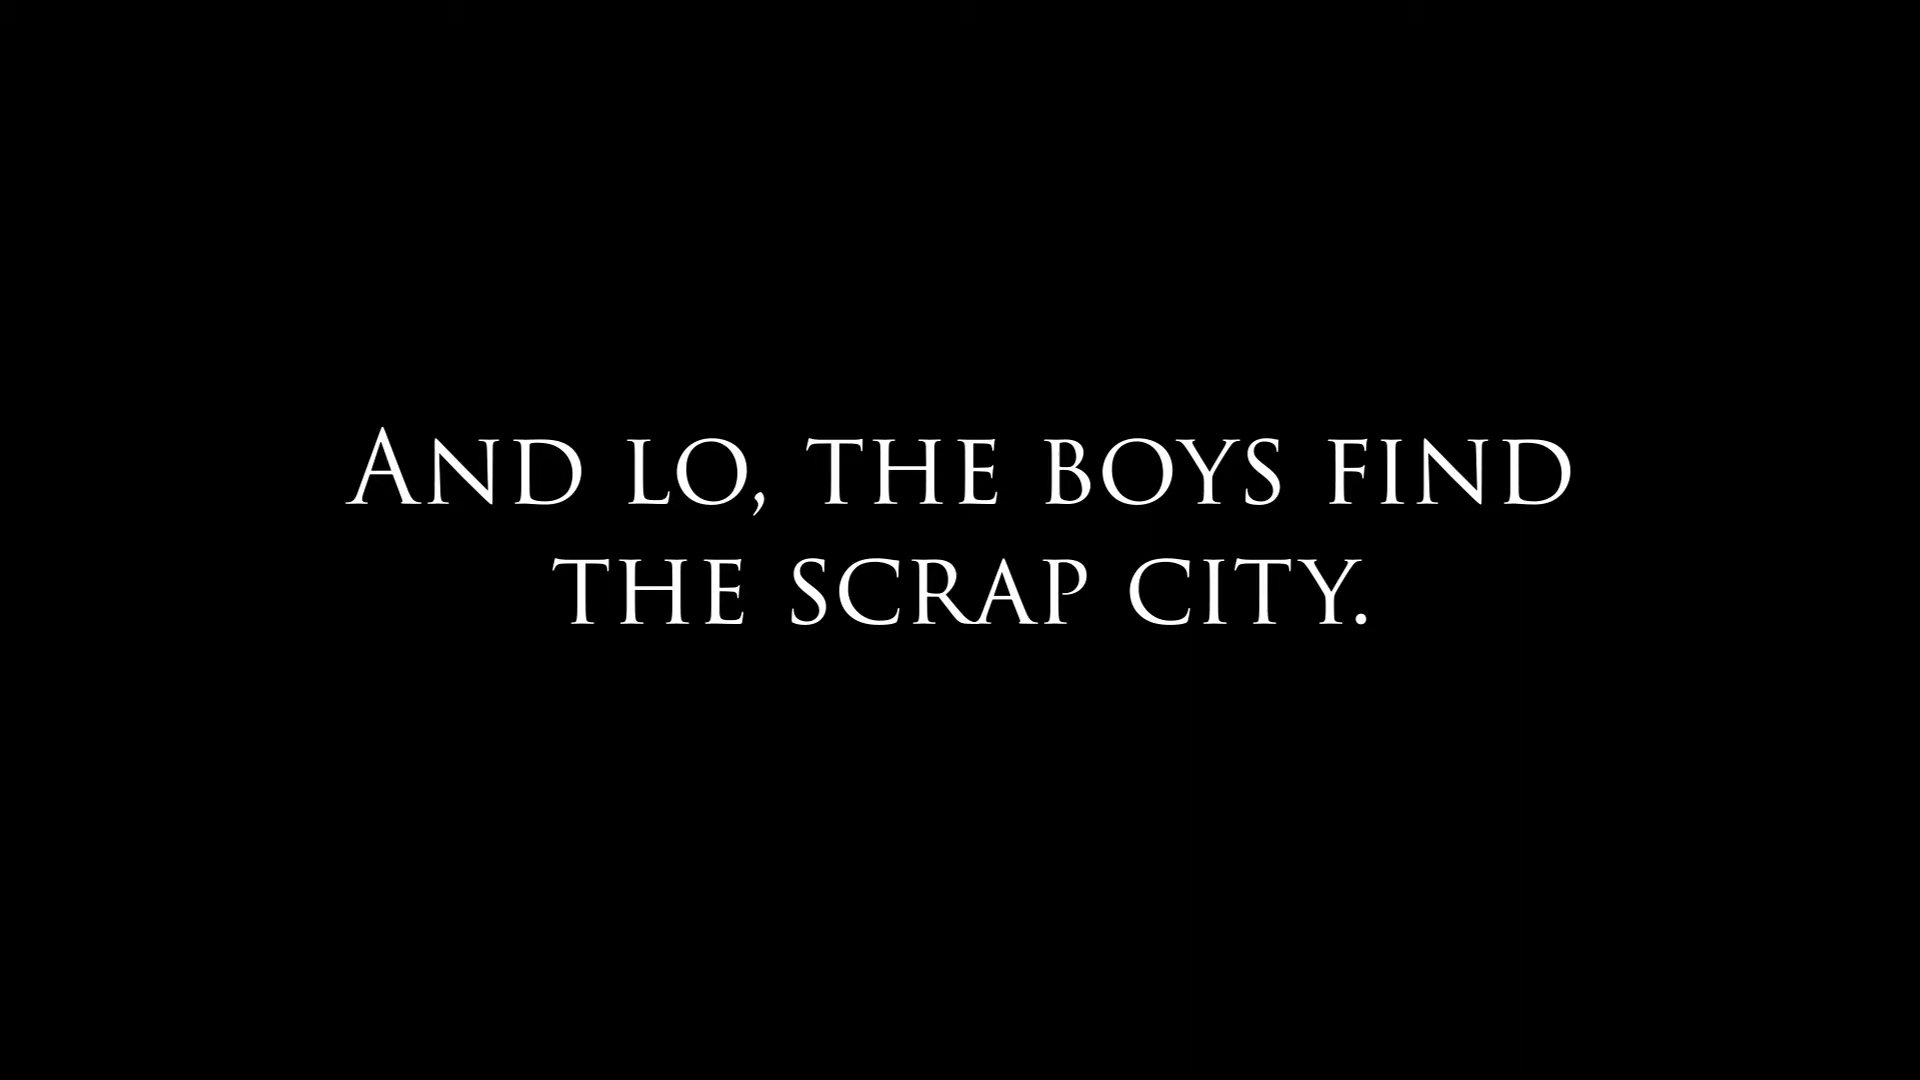 And lo, the boys find
the scrap city.